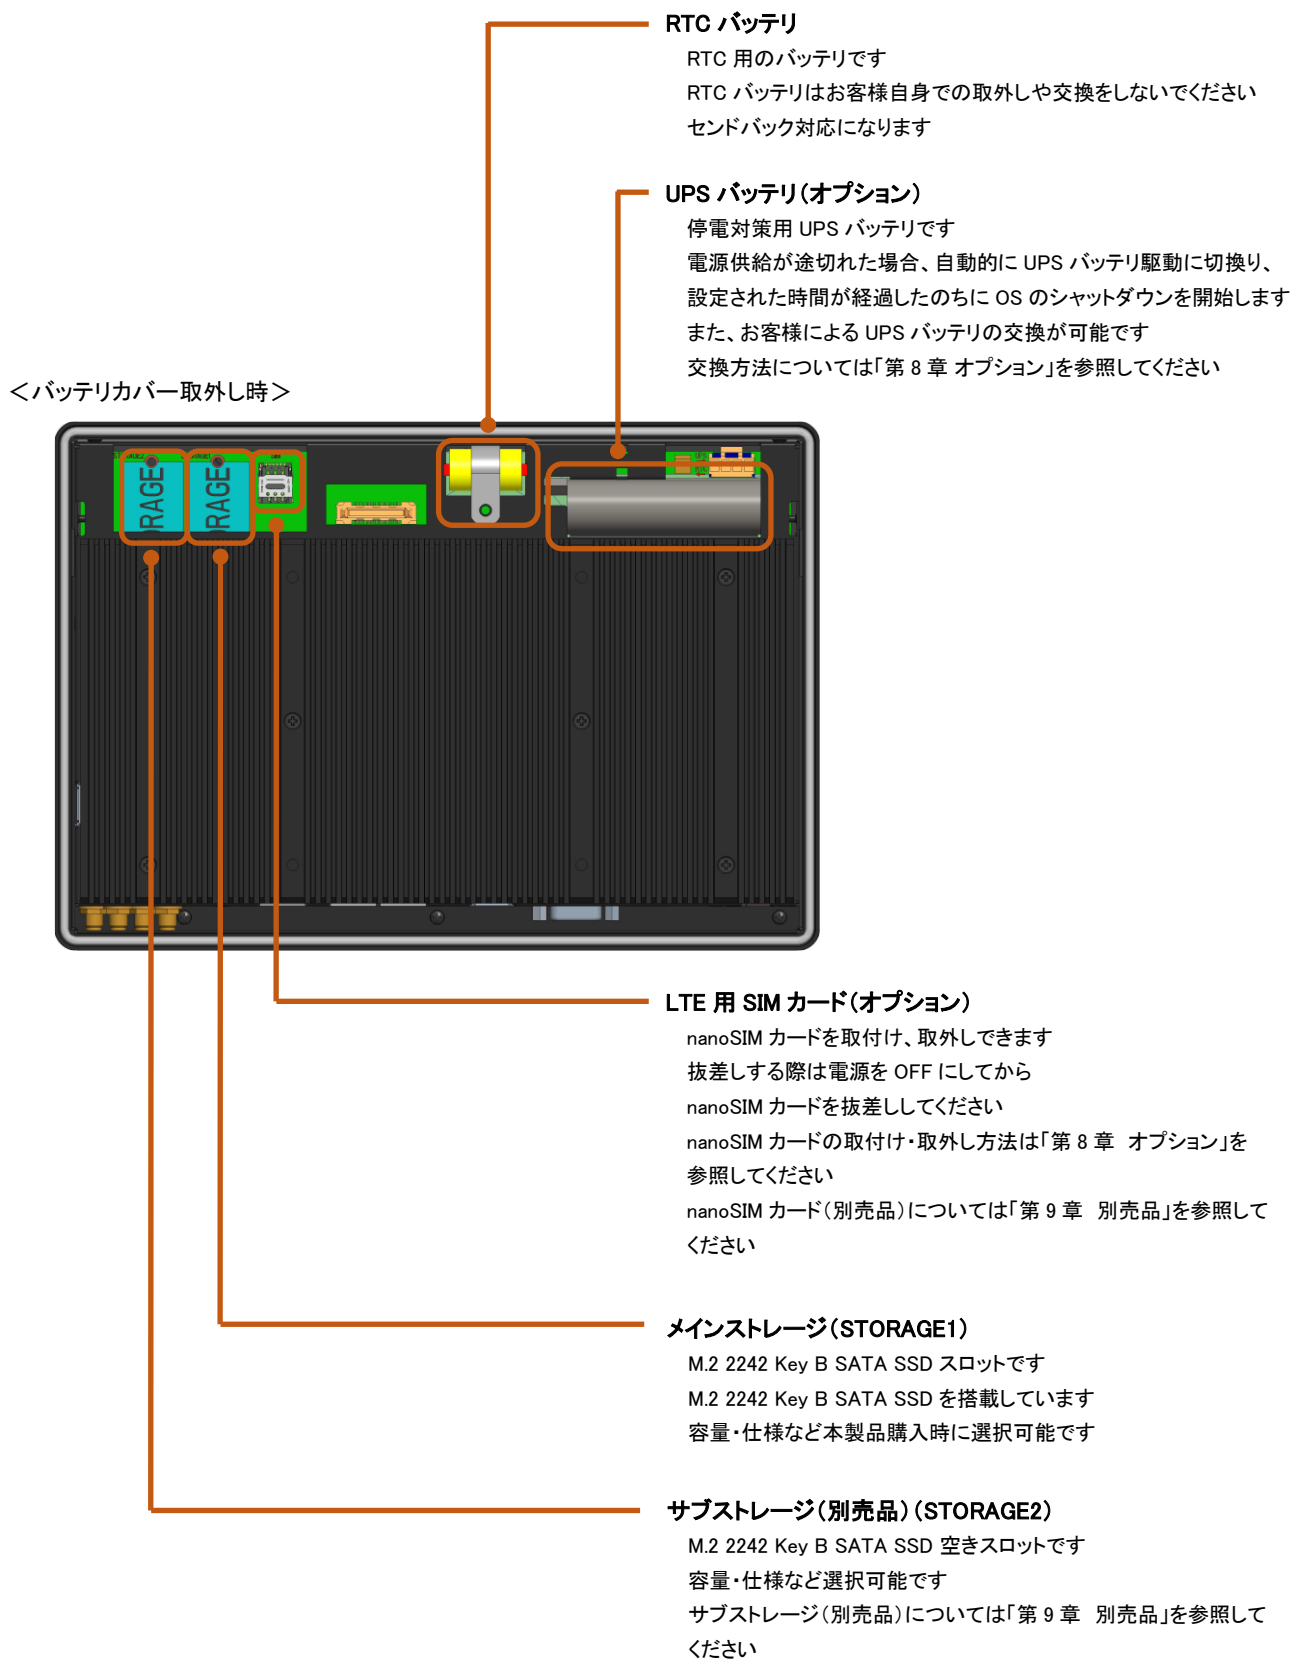 RTC バッテリ
RTC 用のバッテリです
RTC バッテリはお客様自身での取外しや交換をしないでください
センドバック対応になります
UPS バッテリ(オプション)
停電対策用 UPS バッテリです
電源供給が途切れた場合、自動的に UPS バッテリ駆動に切換り、
設定された時間が経過したのちに OS のシャットダウンを開始します
また、お客様による UPS バッテリの交換が可能です
交換方法については「第 8 章 オプション」を参照してください
＜バッテリカバー取外し時＞
ORAGE
ORAGE
LTE 用 SIM カード(オプション)
nanoSIM カードを取付け、取外しできます
抜差しする際は電源を OFF にしてから
nanoSIM カードを抜差ししてください
nanoSIM カードの取付け・取外し方法は「第 8 章 オプション」を
参照してください
nanoSIM カード(別売品)については「第 9 章 別売品」を参照して
ください
メインストレージ(STORAGE1)
M.2 2242 Key B SATA SSD スロットです
M.2 2242 Key B SATA SSD を搭載しています
容量・仕様など本製品購入時に選択可能です
サブストレージ(別売品)(STORAGE2)
M.2 2242 Key B SATA SSD 空きスロットです
容量・仕様など選択可能です
サブストレージ(別売品)については「第 9 章 別売品」を参照して
ください